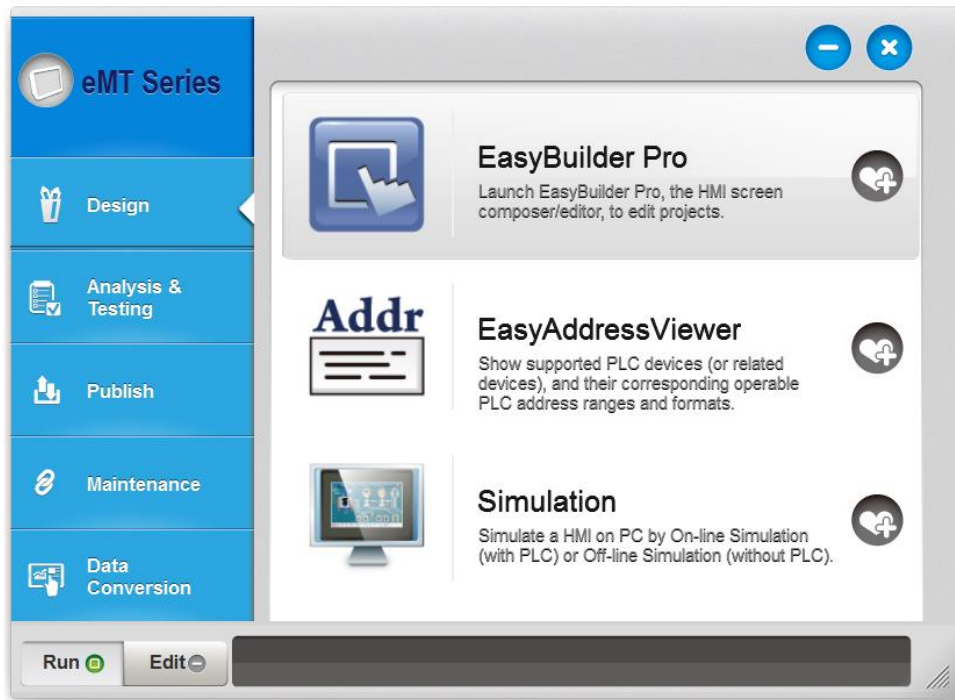 eMT Series
Design
Analysis &
Testing
Publish
Maintenance
Data
Conversion
EasyBuilder Pro
Launch EasyBuilder Pro, the HMI screen
composer/editor, to edit projects.
Addr
EasyAddressViewer
Show supported PLC devices (or related
devices), and their corresponding operable
PLC address ranges and formats.
Simulation
Simulate a HMI on PC by On-line Simulation
(with PLC) or Off-line Simulation (without PLC).
Run
Edit